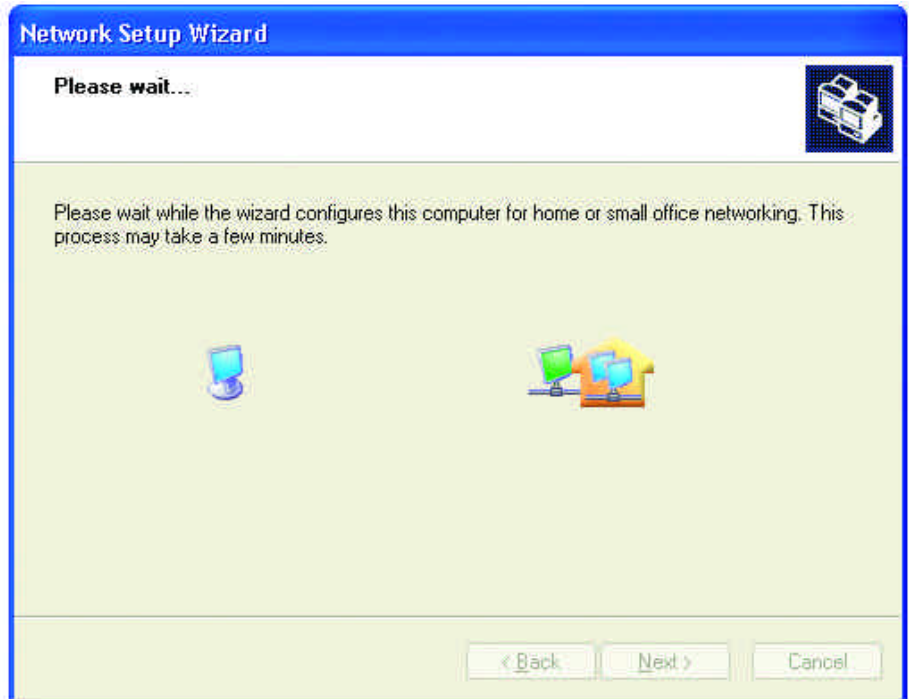 Network Setup Wizard
Please wait...
Please wait while the wizard configures this computer for home or small office networking. This
process may take a few minutes.
< Back
Next >
Cancel